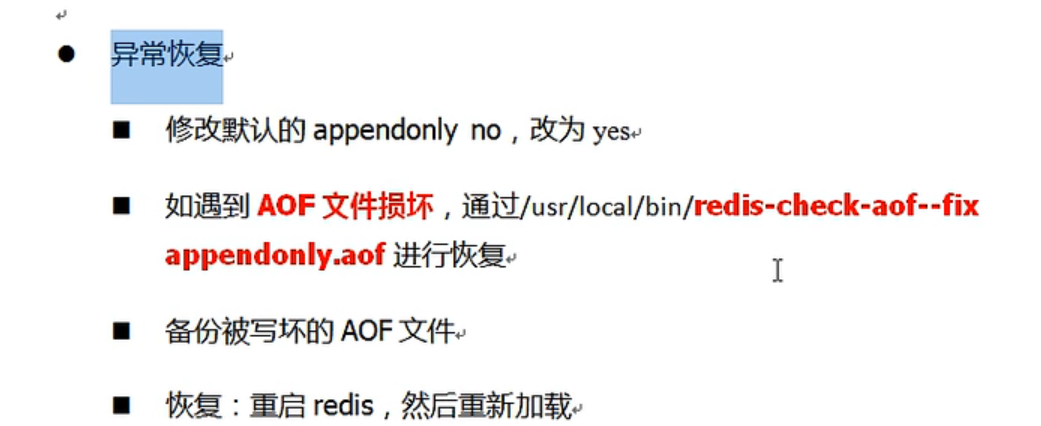 异常恢复
修改默认的 appendonly no，改为 yes
如遇到 AOF 文件损坏，通过/usr/local/bin/redis-check-aof--fix
appendonly.aof 进行恢复
备份被写坏的 AOF 文件
恢复：重启 redis，然后重新加载